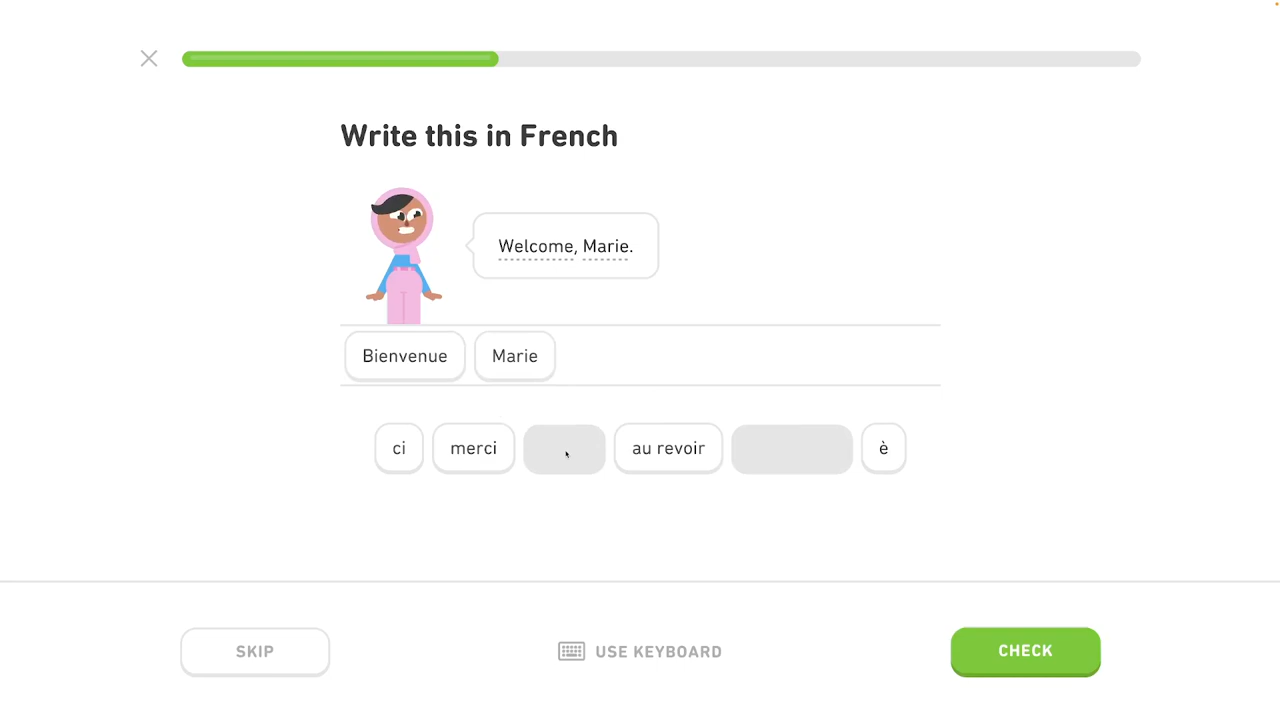 Write this in French
Welcome, Marie.
Bienvenue Marie
ci merci au revoir è
SKIP USE KEYBOARD CHECK